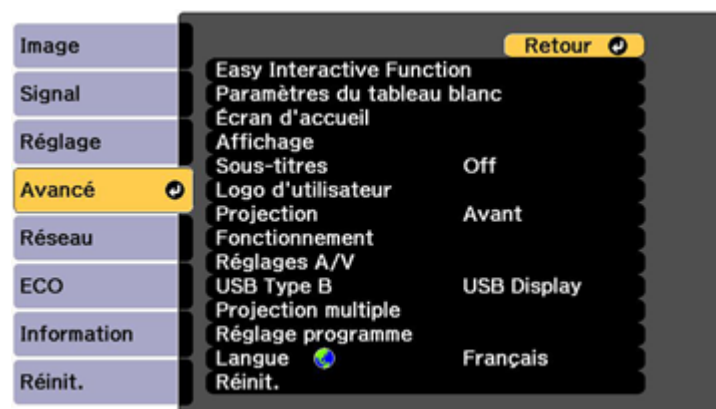 Image
Signal
Réglage
Avancé
Réseau
ECO
Information
Réinit.
Retour
Easy Interactive Function
Paramètres du tableau blanc
Écran d'accueil
Affichage
Sous-titres Off
Logo d'utilisateur
Projection Avant
Fonctionnement
Réglages A/V
USB Type B USB Display
Projection multiple
Réglage programme
Langue Français
Réinit.